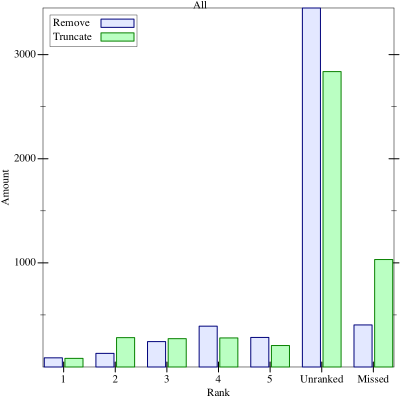 All
Remove
Truncate
3000
2000
1000
Amount
1 2 3 4 5 Unranked Missed
Rank